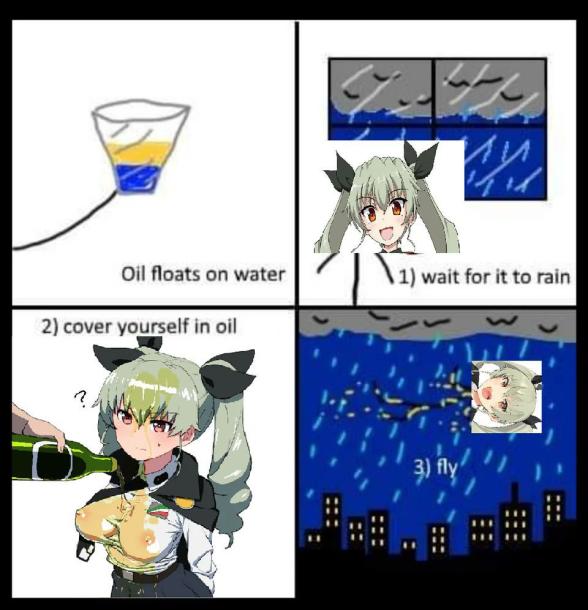 Oil floats on water
1) wait for it to rain
2) cover yourself in oil
?
3) fly